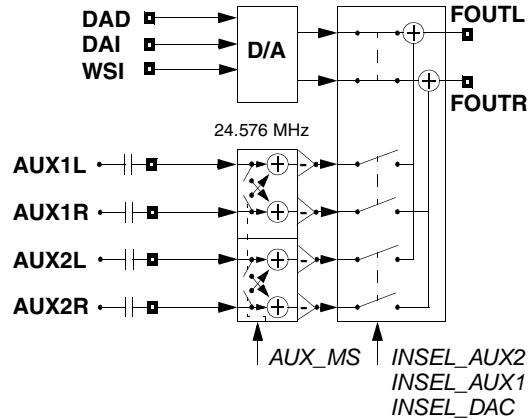 DAD
DAI
WSI
D/A
FOUTL
FOUTR
24.576 MHz
AUX1L
AUX1R
AUX2L
AUX2R
AUX_MS
INSEL_AUX2
INSEL_AUX1
INSEL_DAC